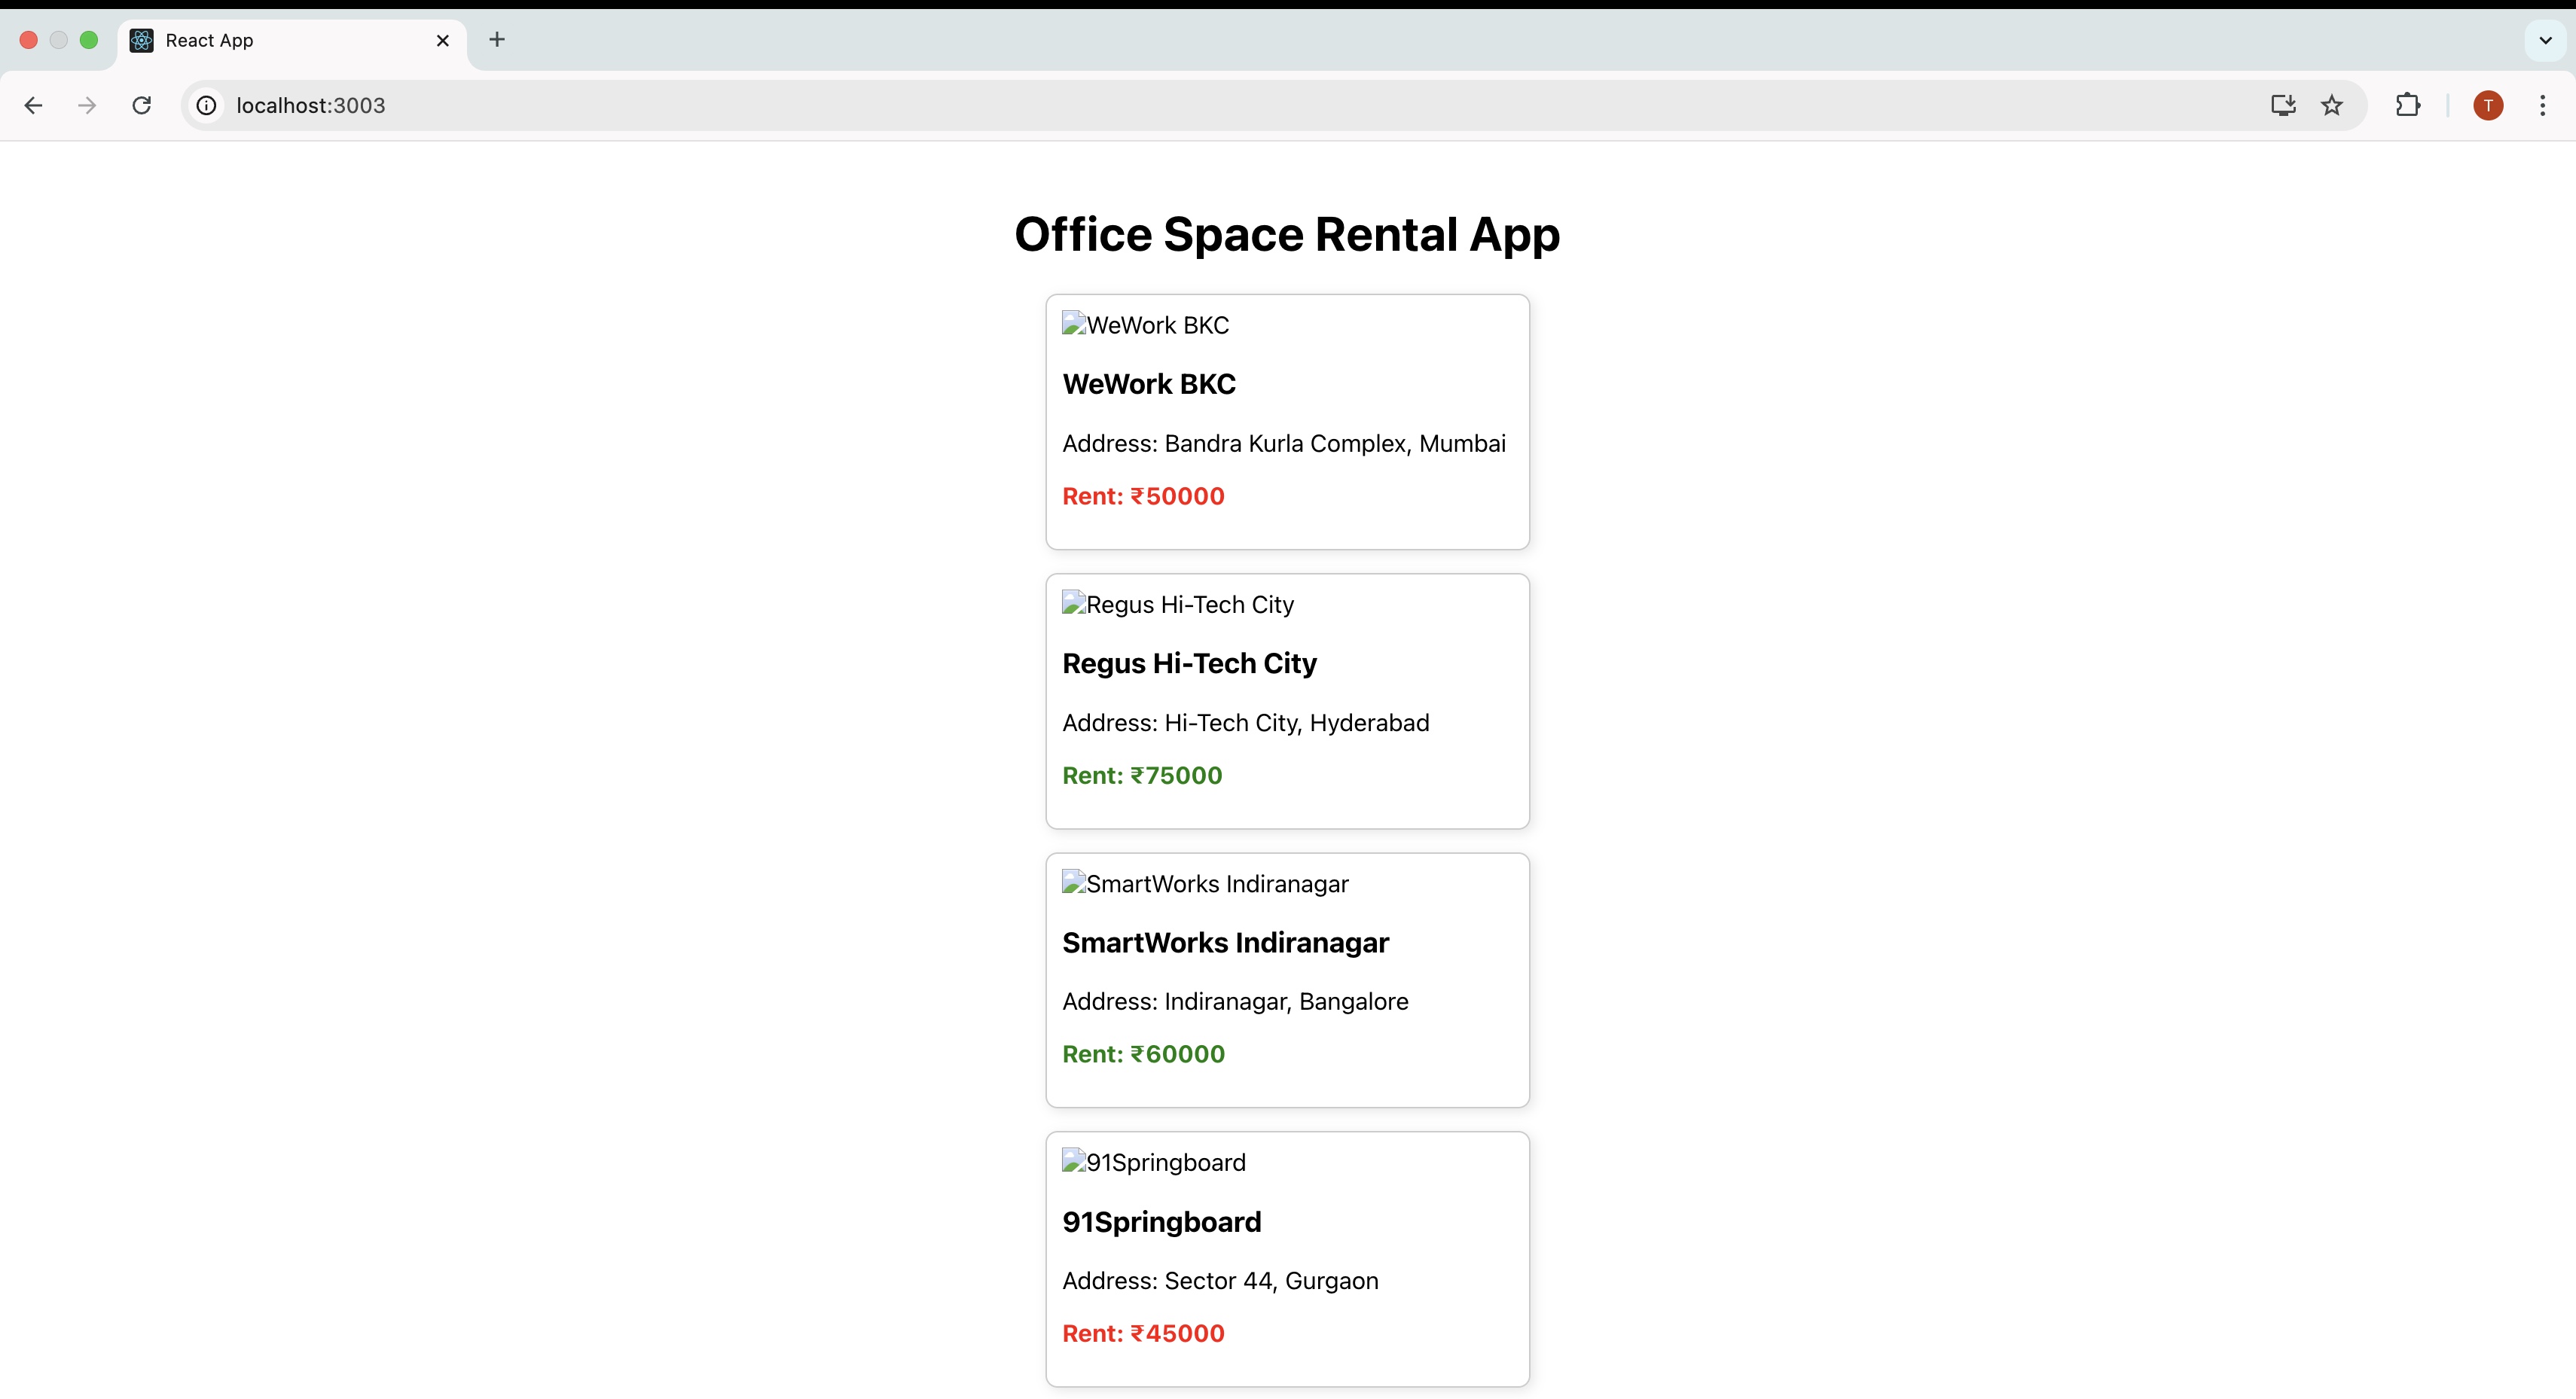 React App
localhost:3003
T
Office Space Rental App
WeWork BKC
WeWork BKC
Address: Bandra Kurla Complex, Mumbai
Rent: ₹50000
Regus Hi-Tech City
Regus Hi-Tech City
Address: Hi-Tech City, Hyderabad
Rent: ₹75000
SmartWorks Indiranagar
SmartWorks Indiranagar
Address: Indiranagar, Bangalore
Rent: ₹60000
91Springboard
91Springboard
Address: Sector 44, Gurgaon
Rent: ₹45000